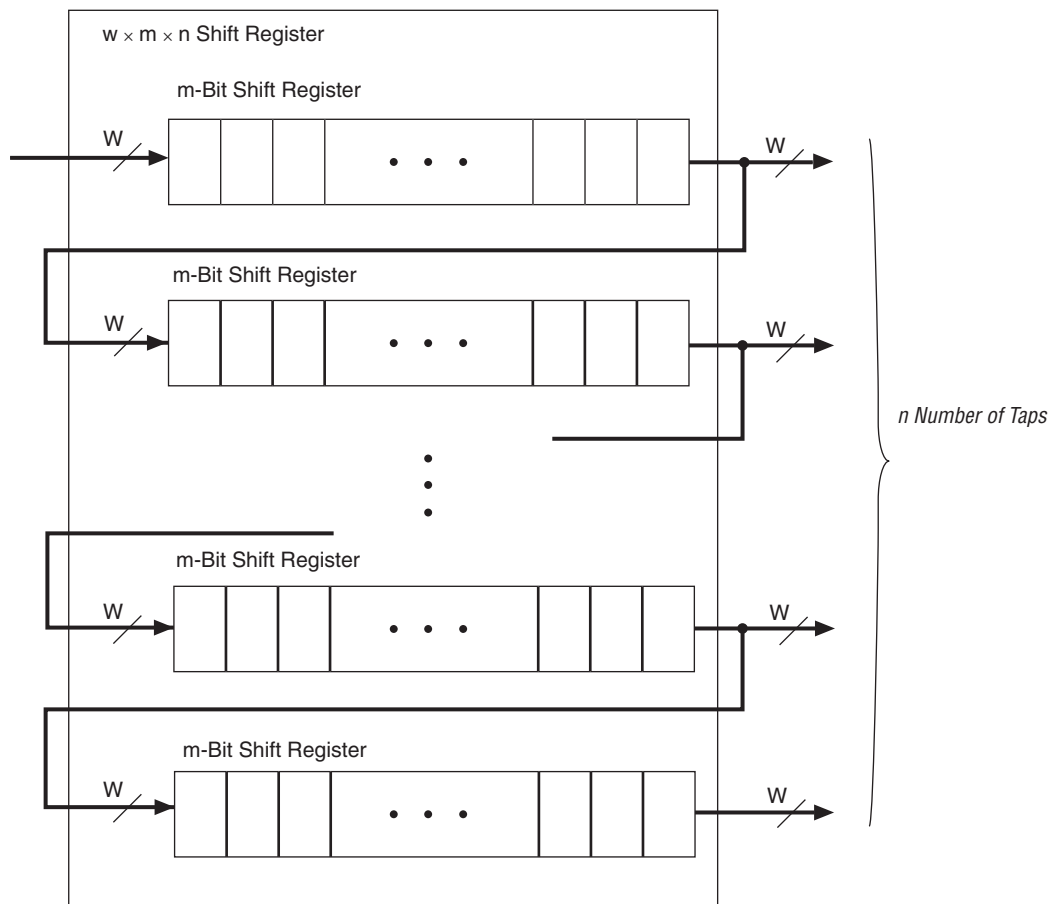 w × m × n Shift Register
m-Bit Shift Register
W
W
m-Bit Shift Register
W
W
n Number of Taps
m-Bit Shift Register
W
W
m-Bit Shift Register
W
W